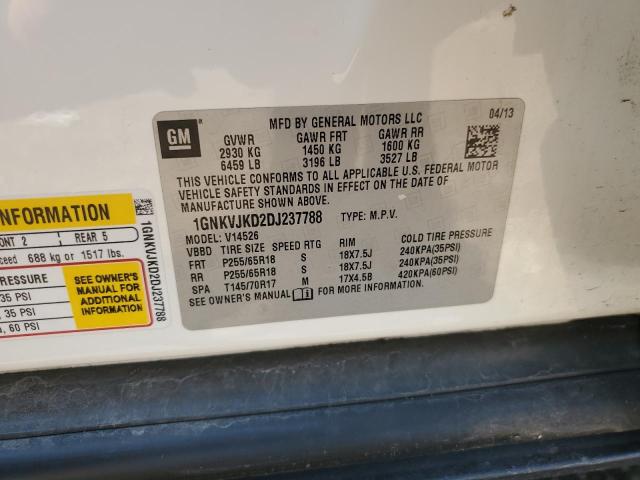 MFD BY GENERAL MOTORS LLC
04/13
GM
GVWR GAWR FRT GAWR RR
2930 KG 1450 KG 1600 KG
6459 LB 3196 LB 3527 LB
THIS VEHICLE CONFORMS TO ALL APPLICABLE U.S. FEDERAL MOTOR
VEHICLE SAFETY STANDARDS IN EFFECT ON THE DATE OF
MANUFACTURE SHOWN ABOVE.
1GNKVJKD2DJ237788 TYPE: M.P.V.
MODEL: V14526
VBBD TIRE SIZE SPEED RTG RIM COLD TIRE PRESSURE
FRT P255/65R18 S 18X7.5J 240KPA(35PSI)
RR P255/65R18 S 18X7.5J 240KPA(35PSI)
SPA T145/70R17 M 17X4.5B 420KPA(60PSI)
SEE OWNER'S MANUAL FOR MORE INFORMATION.
NFORMATION
ONT 2 REAR 5
xceed 688 kg or 1517 lbs.
RESSURE
35 PSI
, 35 PSI
a, 60 PSI
SEE OWNER'S
MANUAL FOR
ADDITIONAL
INFORMATION
1GNKVJKD2DJ237788